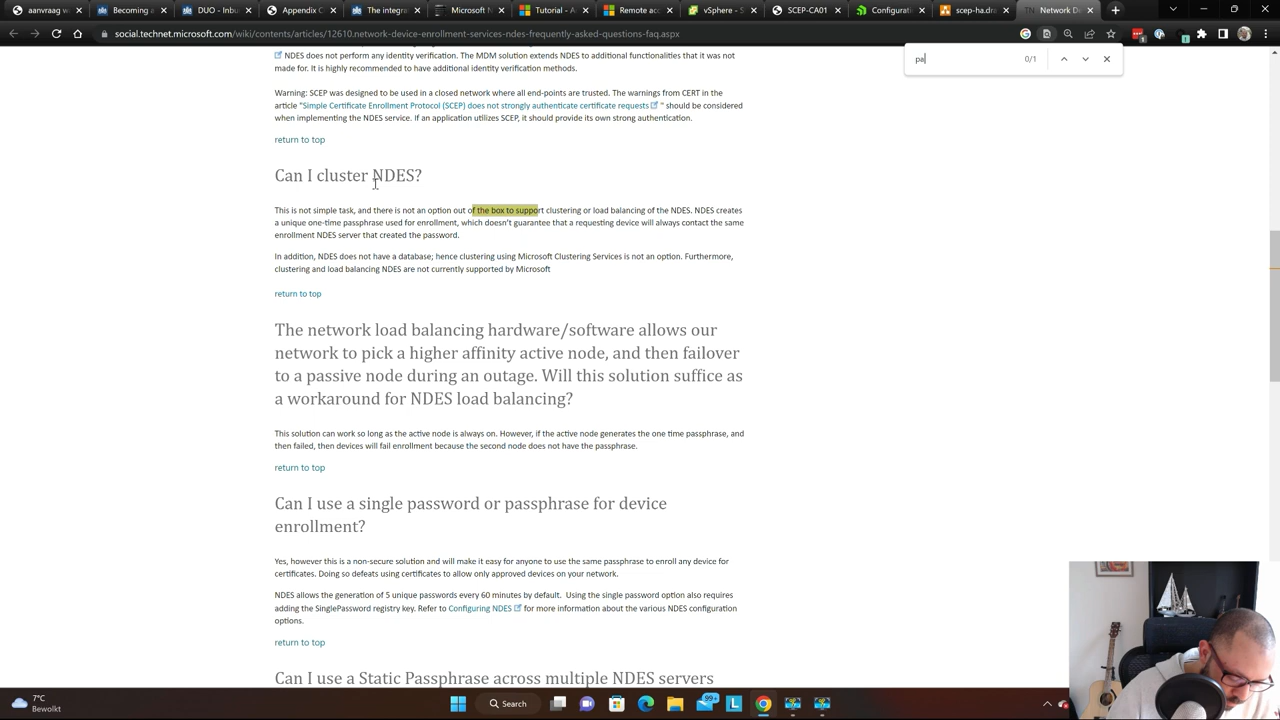 aanvraag w
Becoming a
DUO - Inbu
The integra
Tutorial - A
Remote acc
SCEP-CA01
Configurati
scep-ha.dra
Network De
social.technet.microsoft.com/wiki/contents/articles/12610.network-device-enrollment-services-ndes-frequently-asked-questions-faq.aspx
pa
0/1
NDES does not perform any identity verification. The MDM solution extends NDES to additional functionalities that it was not
made for. It is highly recommended to have additional identity verification methods.
Warning: SCEP was designed to be used in a closed network where all end-points are trusted. The warnings from CERT in the
article "Simple Certificate Enrollment Protocol (SCEP) does not strongly authenticate certificate requests " should be considered
when implementing the NDES service. If an application utilizes SCEP, it should provide its own strong authentication.
return to top
Can I cluster NDES?
This is not simple task, and there is not an option out of the box to support clustering or load balancing of the NDES. NDES creates
a unique one-time passphrase used for enrollment, which doesn't guarantee that a requesting device will always contact the same
enrollment NDES server that created the password.
In addition, NDES does not have a database; hence clustering using Microsoft Clustering Services is not an option. Furthermore,
clustering and load balancing NDES are not currently supported by Microsoft
return to top
The network load balancing hardware/software allows our
network to pick a higher affinity active node, and then failover
to a passive node during an outage. Will this solution suffice as
a workaround for NDES load balancing?
This solution can work so long as the active node is always on. However, if the active node generates the one time passphrase, and
then failed, then devices will fail enrollment because the second node does not have the passphrase.
return to top
Can I use a single password or passphrase for device
enrollment?
Yes, however this is a non-secure solution and will make it easy for anyone to use the same passphrase to enroll any device for
certificates. Doing so defeats using certificates to allow only approved devices on your network.
NDES allows the generation of 5 unique passwords every 60 minutes by default. Using the single password option also requires
adding the SinglePassword registry key. Refer to Configuring NDES for more information about the various NDES configuration
options.
return to top
Can I use a Static Passphrase across multiple NDES servers
7°C
Bewolkt
Search
99+